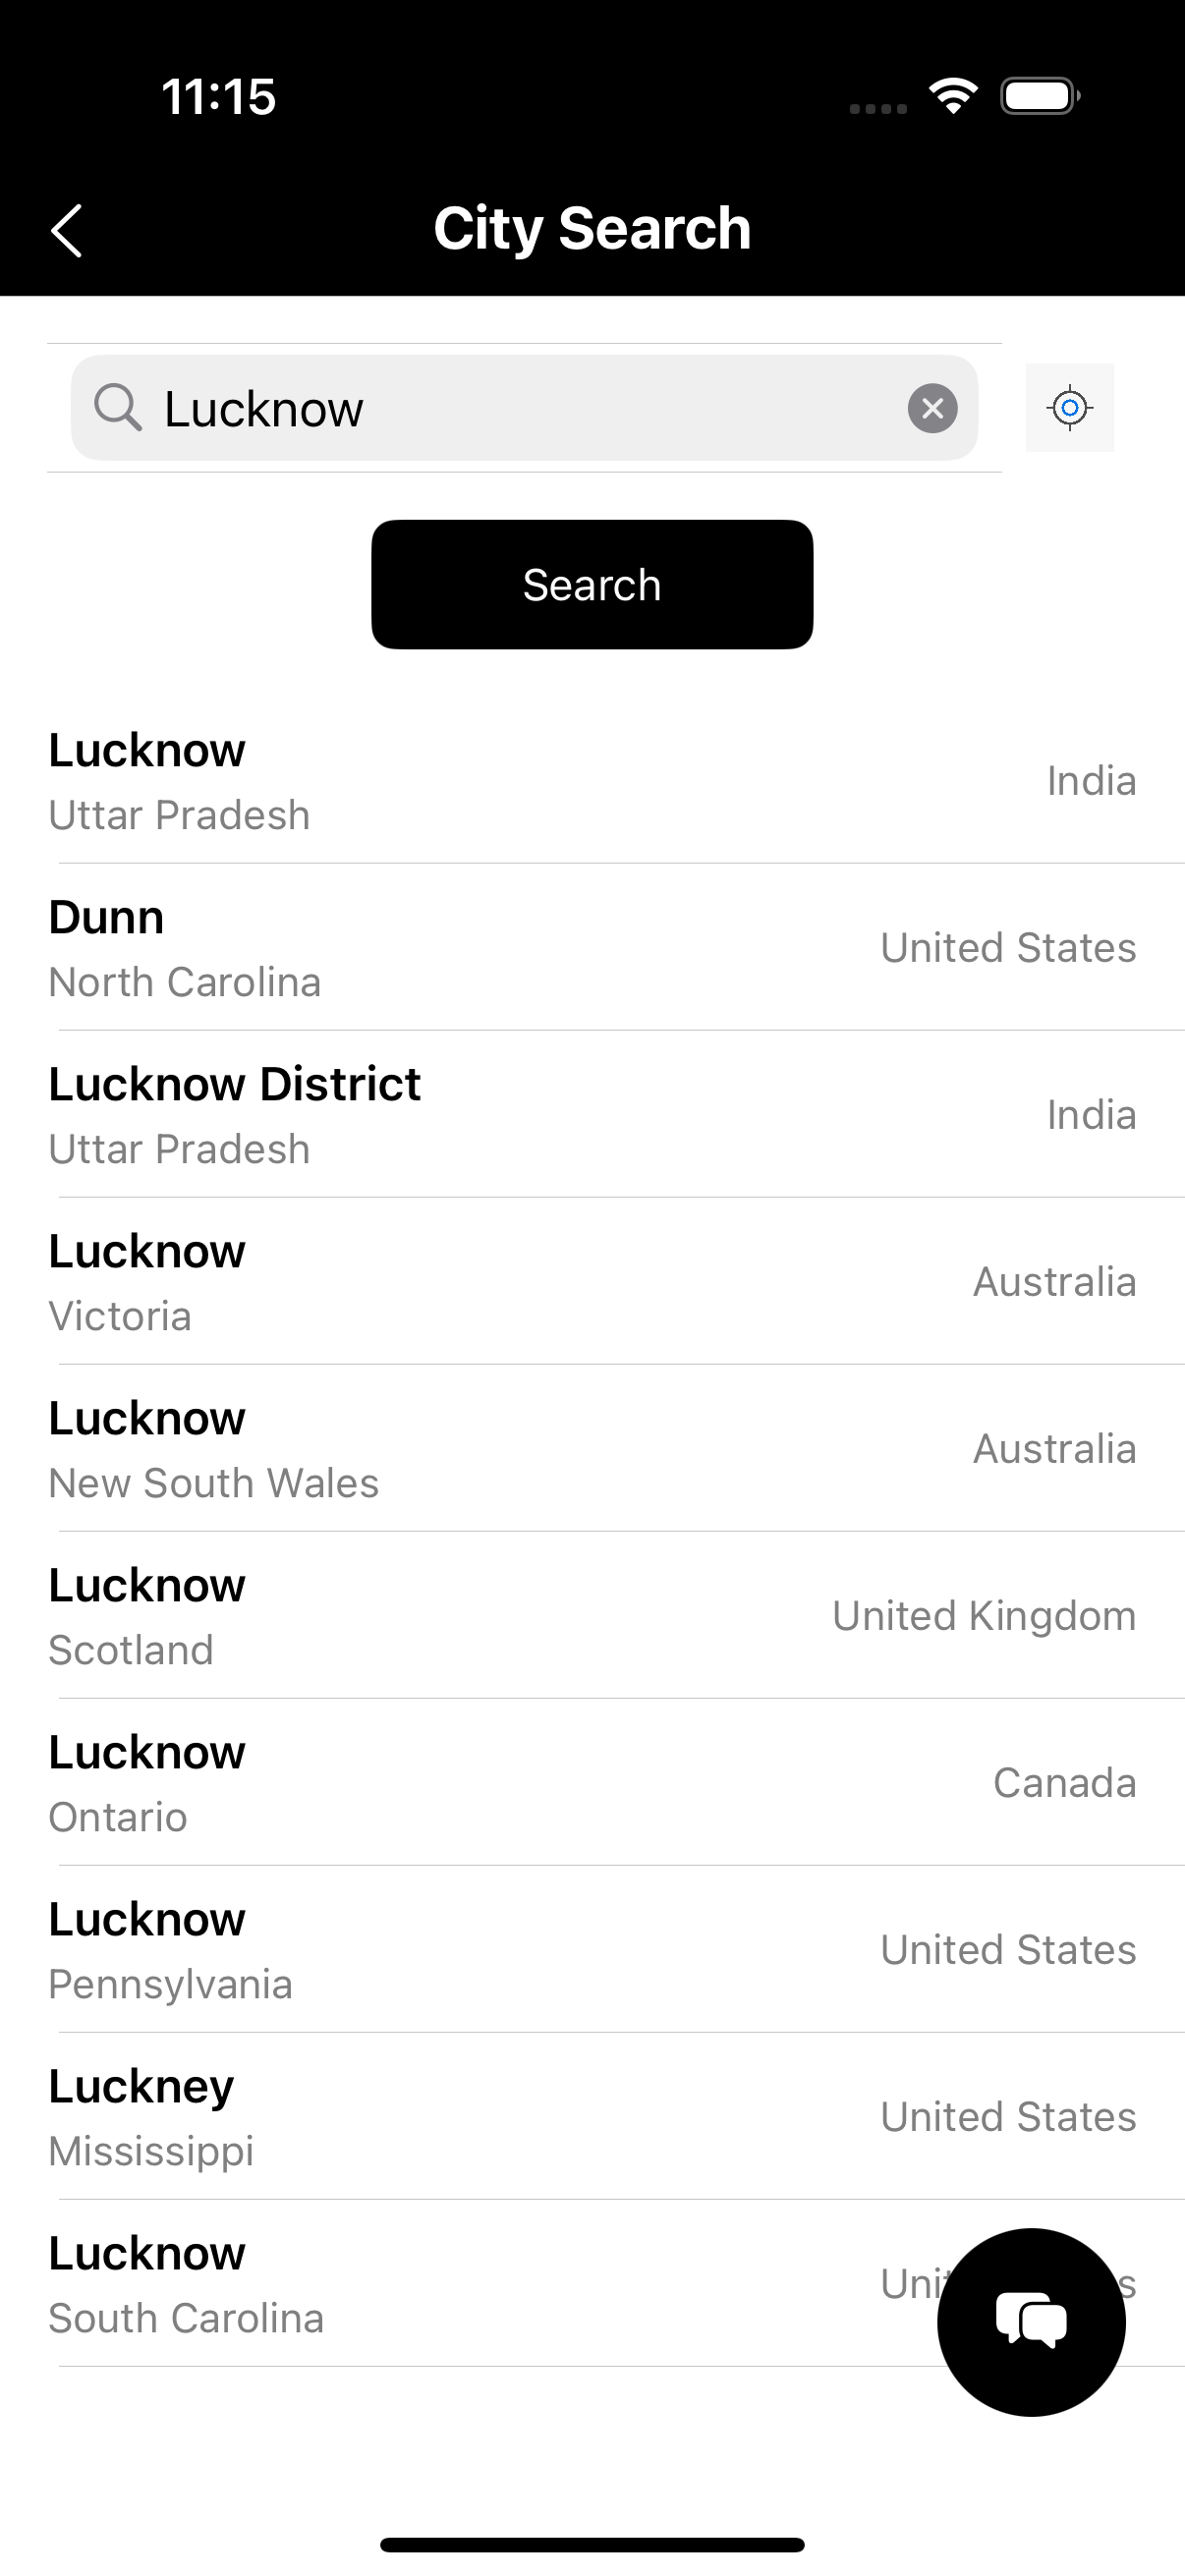 11:15
City Search
Lucknow
Search
Lucknow
Uttar Pradesh
India
Dunn
North Carolina
United States
Lucknow District
Uttar Pradesh
India
Lucknow
Victoria
Australia
Lucknow
New South Wales
Australia
Lucknow
Scotland
United Kingdom
Lucknow
Ontario
Canada
Lucknow
Pennsylvania
United States
Luckney
Mississippi
United States
Lucknow
South Carolina